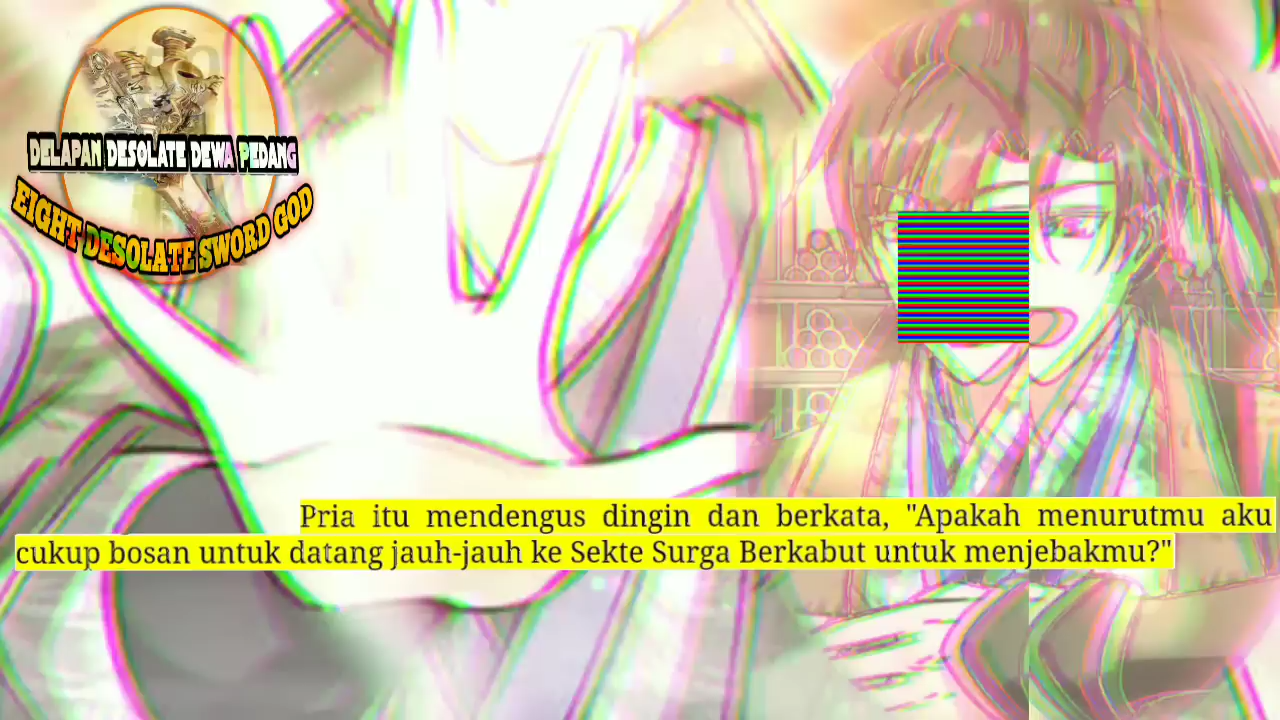 DELAPAN DESOLATE DEWA PEDANG
EIGHT DESOLATE SWORD GOD
Pria itu mendengus dingin dan berkata, "Apakah menurutmu aku
cukup bosan untuk datang jauh-jauh ke Sekte Surga Berkabut untuk menjebakmu?"